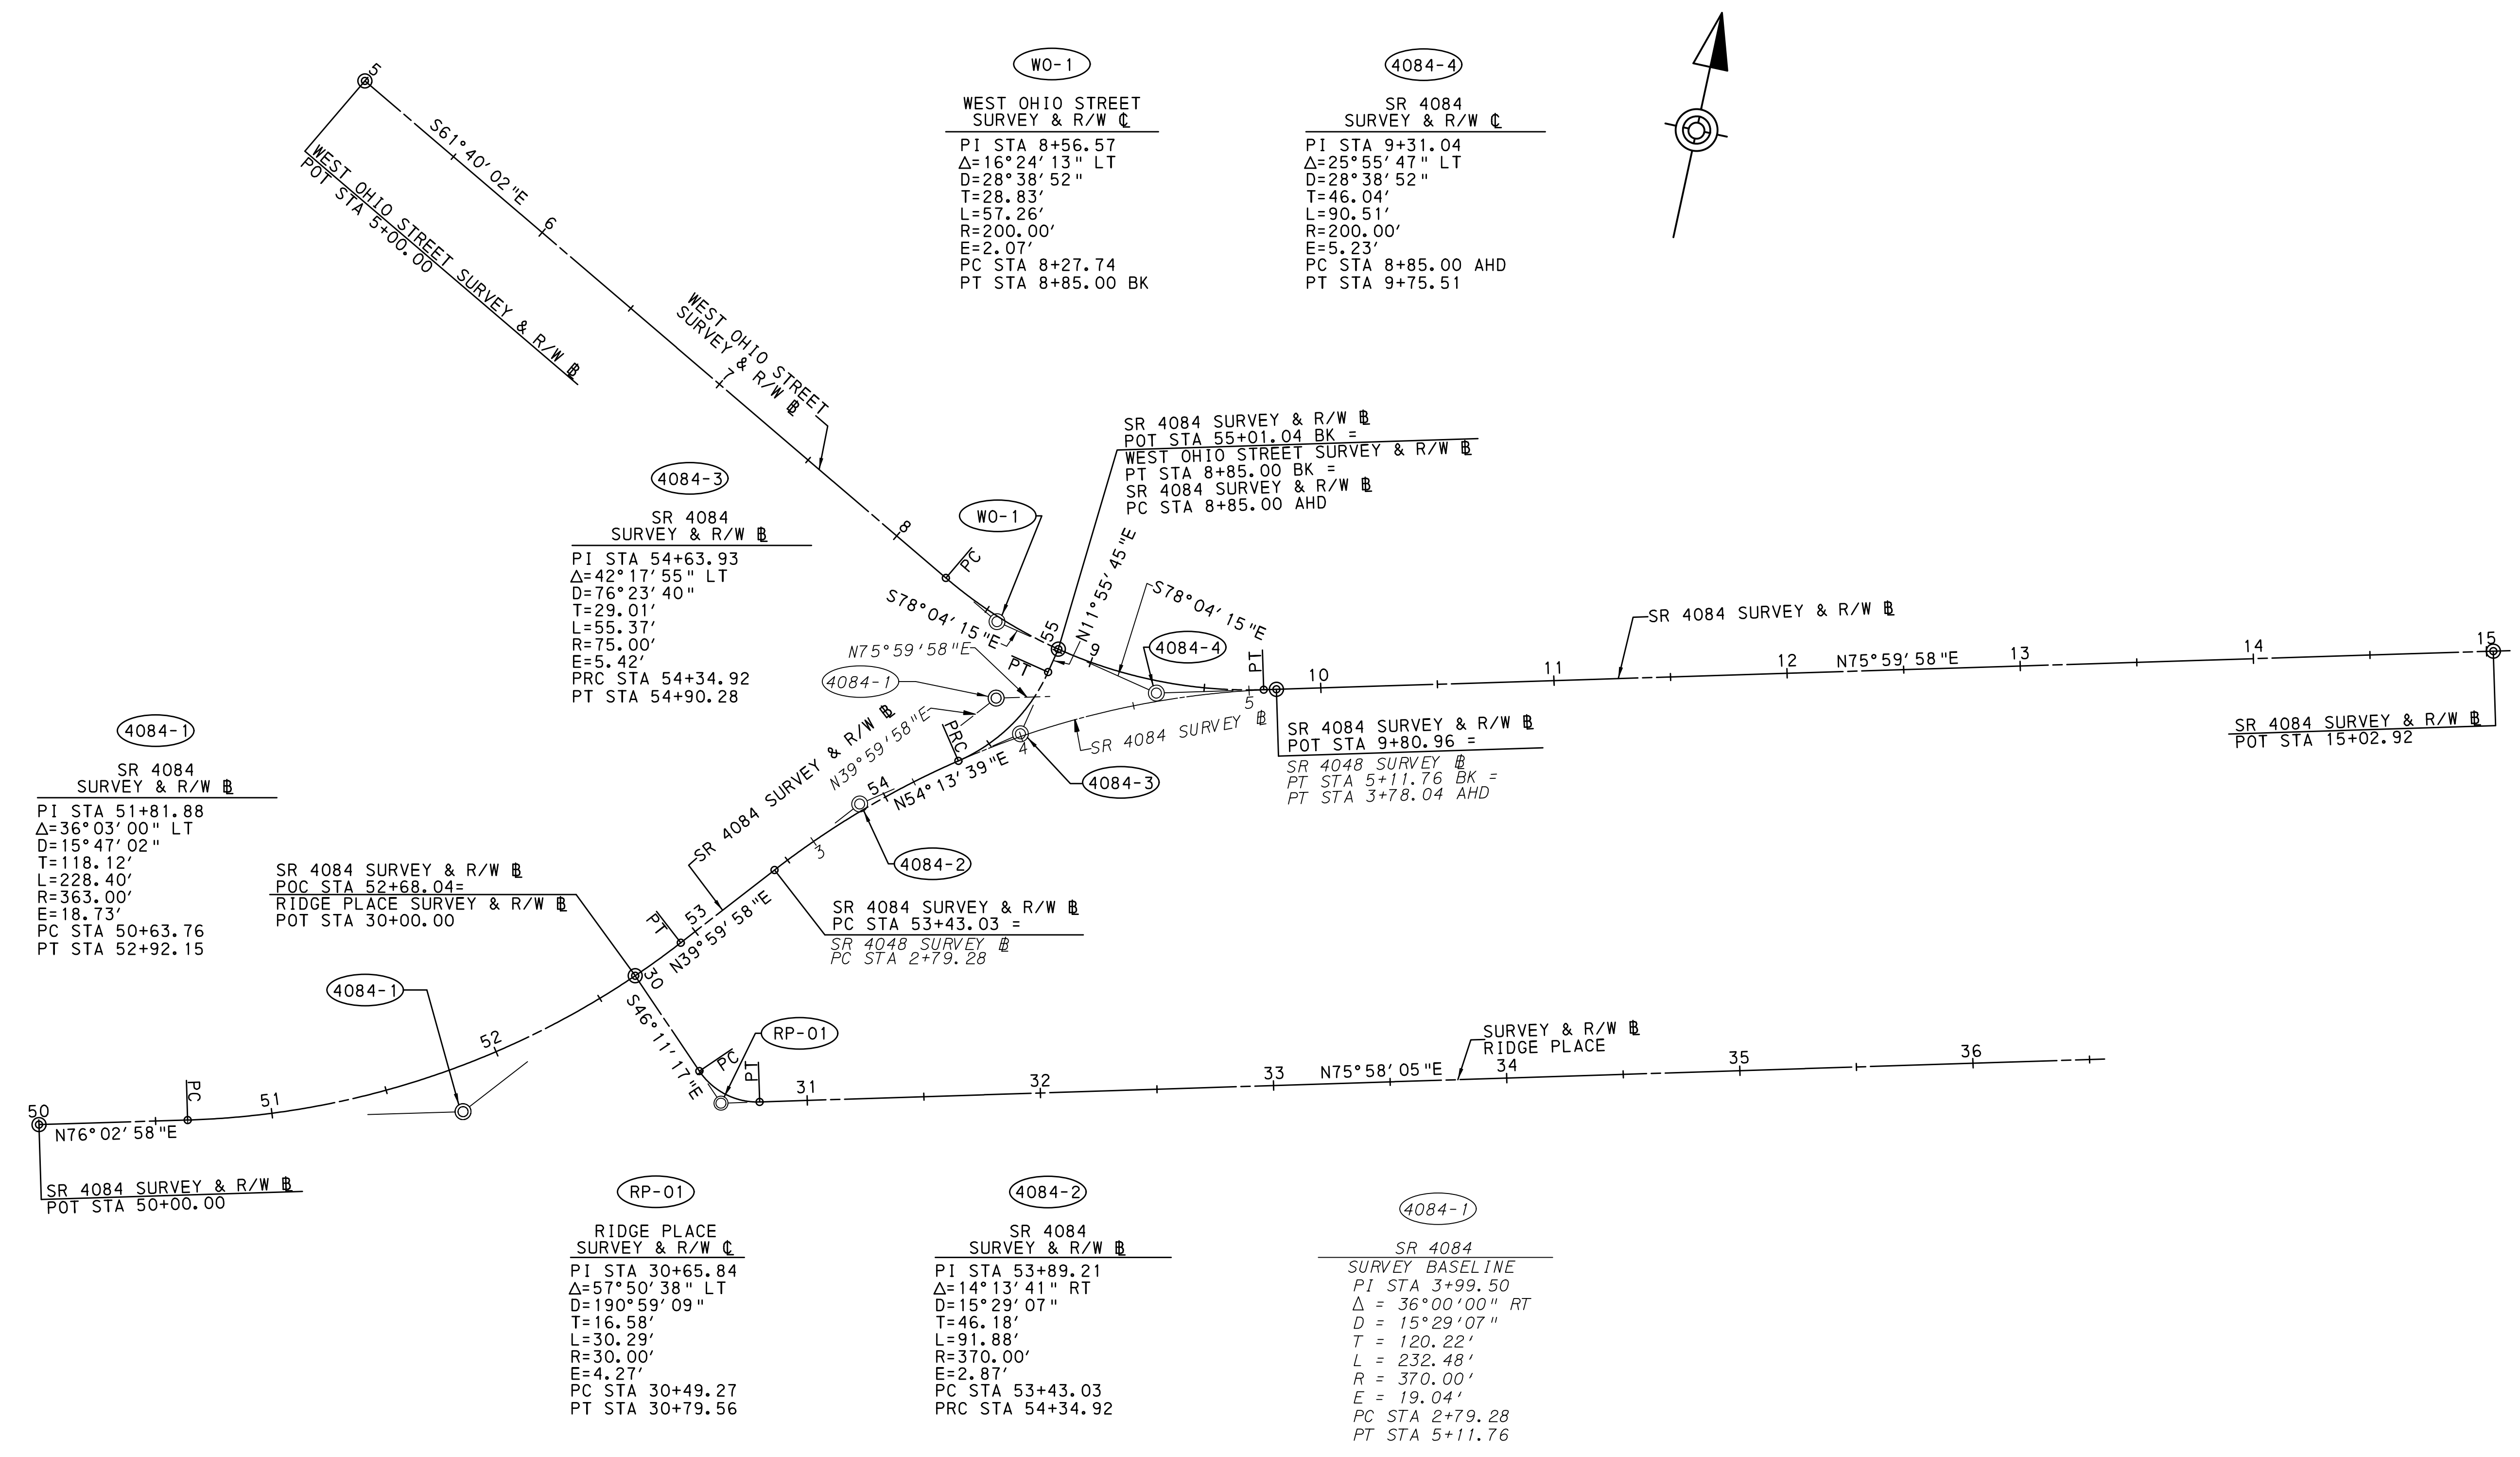 5
S61°40'02"E
WEST OHIO STREET SURVEY & R/W ℄
POT STA 5+00.00
6
WEST OHIO STREET
SURVEY & R/W BL
7
8
PC
WO-1
WEST OHIO STREET
SURVEY & R/W ℄
PI STA 8+56.57
Δ=16°24'13" LT
D=28°38'52"
T=28.83'
L=57.26'
R=200.00'
E=2.07'
PC STA 8+27.74
PT STA 8+85.00 BK
4084-4
SR 4084
SURVEY & R/W ℄
PI STA 9+31.04
Δ=25°55'47" LT
D=28°38'52"
T=46.04'
L=90.51'
R=200.00'
E=5.23'
PC STA 8+85.00 AHD
PT STA 9+75.51
SR 4084 SURVEY & R/W BL
POT STA 55+01.04 BK =
WEST OHIO STREET SURVEY & R/W BL
PT STA 8+85.00 BK =
SR 4084 SURVEY & R/W BL
PC STA 8+85.00 AHD
4084-3
SR 4084
SURVEY & R/W BL
PI STA 54+63.93
Δ=42°17'55" LT
D=76°23'40"
T=29.01'
L=55.37'
R=75.00'
E=5.42'
PRC STA 54+34.92
PT STA 54+90.28
WO-1
S78°04'15"E
55
N11°55'45"E
S78°04'15"E
9
4084-4
PT
N75°59'58"E
PT
4084-1
N39°59'58"E
PRC
4
4084-3
SR 4084 SURVEY BL
5
10
11
12
N75°59'58"E
13
14
15
SR 4084 SURVEY & R/W BL
SR 4084 SURVEY & R/W BL
POT STA 9+80.96 =
SR 4048 SURVEY BL
PT STA 5+11.76 BK =
PT STA 3+78.04 AHD
SR 4084 SURVEY & R/W BL
POT STA 15+02.92
4084-1
SR 4084
SURVEY & R/W BL
PI STA 51+81.88
Δ=36°03'00" LT
D=15°47'02"
T=118.12'
L=228.40'
R=363.00'
E=18.73'
PC STA 50+63.76
PT STA 52+92.15
SR 4084 SURVEY & R/W BL
54
N54°13'39"E
3
4084-2
SR 4084 SURVEY & R/W BL
POC STA 52+68.04=
RIDGE PLACE SURVEY & R/W BL
POT STA 30+00.00
PT
53
N39°59'58"E
SR 4084 SURVEY & R/W BL
PC STA 53+43.03 =
SR 4048 SURVEY BL
PC STA 2+79.28
30
S46°11'17"E
4084-1
52
RP-01
PC
PT
PC
50
51
N76°02'58"E
31
32
33
N75°58'05"E
34
35
36
SURVEY & R/W BL
RIDGE PLACE
SR 4084 SURVEY & R/W BL
POT STA 50+00.00
RP-01
RIDGE PLACE
SURVEY & R/W ℄
PI STA 30+65.84
Δ=57°50'38" LT
D=190°59'09"
T=16.58'
L=30.29'
R=30.00'
E=4.27'
PC STA 30+49.27
PT STA 30+79.56
4084-2
SR 4084
SURVEY & R/W BL
PI STA 53+89.21
Δ=14°13'41" RT
D=15°29'07"
T=46.18'
L=91.88'
R=370.00'
E=2.87'
PC STA 53+43.03
PRC STA 54+34.92
4084-1
SR 4084
SURVEY BASELINE
PI STA 3+99.50
Δ = 36°00'00" RT
D = 15°29'07"
T = 120.22'
L = 232.48'
R = 370.00'
E = 19.04'
PC STA 2+79.28
PT STA 5+11.76